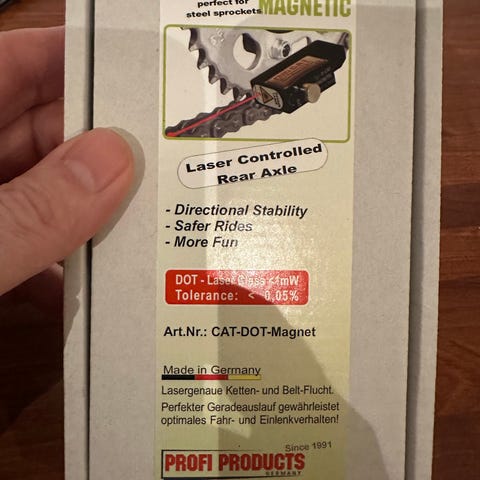 perfect for
steel sprockets MAGNETIC
Laser Controlled
Rear Axle
- Directional Stability
- Safer Rides
- More Fun
DOT - Laser Class <1mW
Tolerance: < 0,05%
Art.Nr.: CAT-DOT-Magnet
Made in Germany
Lasergenaue Ketten- und Belt-Flucht.
Perfekter Geradeauslauf gewährleistet
optimales Fahr- und Einlenkverhalten!
Since 1991
PROFI PRODUCTS
GERMANY